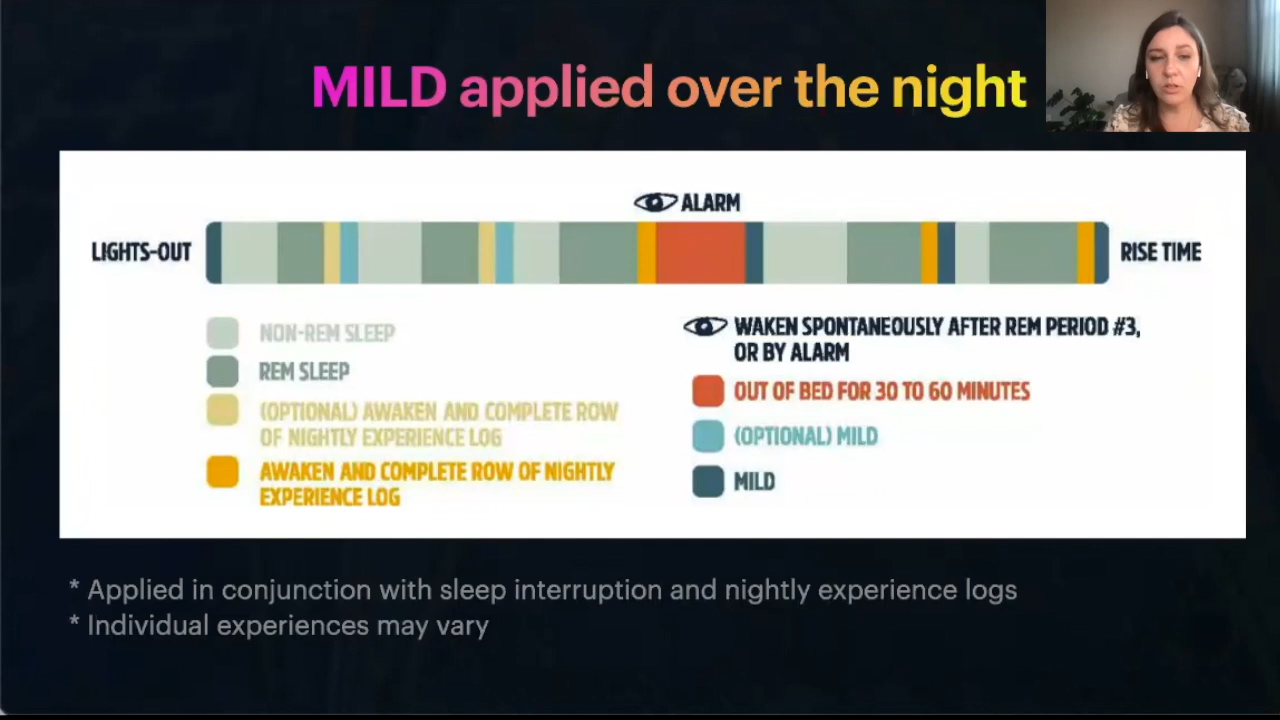 MILD applied over the night
ALARM
LIGHTS-OUT
RISE TIME
NON-REM SLEEP
REM SLEEP
(OPTIONAL) AWAKEN AND COMPLETE ROW
OF NIGHTLY EXPERIENCE LOG
AWAKEN AND COMPLETE ROW OF NIGHTLY
EXPERIENCE LOG
WAKEN SPONTANEOUSLY AFTER REM PERIOD #3,
OR BY ALARM
OUT OF BED FOR 30 TO 60 MINUTES
(OPTIONAL) MILD
MILD
* Applied in conjunction with sleep interruption and nightly experience logs
* Individual experiences may vary